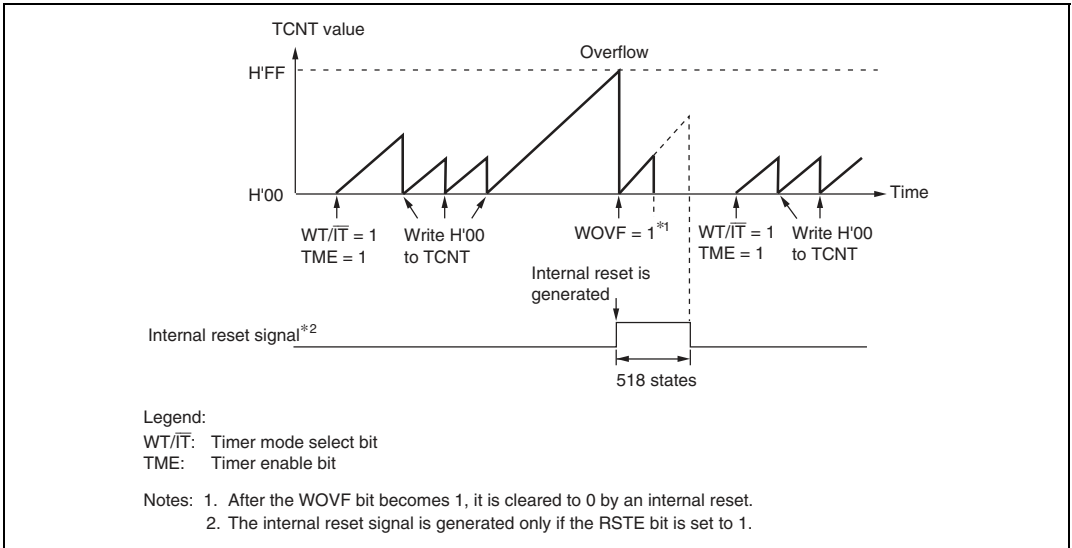 TCNT value
Overflow
H'FF
H'00
Time
WT/I̅T̅ = 1
TME = 1
Write H'00
to TCNT
WOVF = 1*1
WT/I̅T̅ = 1
TME = 1
Write H'00
to TCNT
Internal reset is
generated
Internal reset signal*2
518 states
Legend:
WT/I̅T̅: Timer mode select bit
TME: Timer enable bit
Notes: 1. After the WOVF bit becomes 1, it is cleared to 0 by an internal reset.
2. The internal reset signal is generated only if the RSTE bit is set to 1.